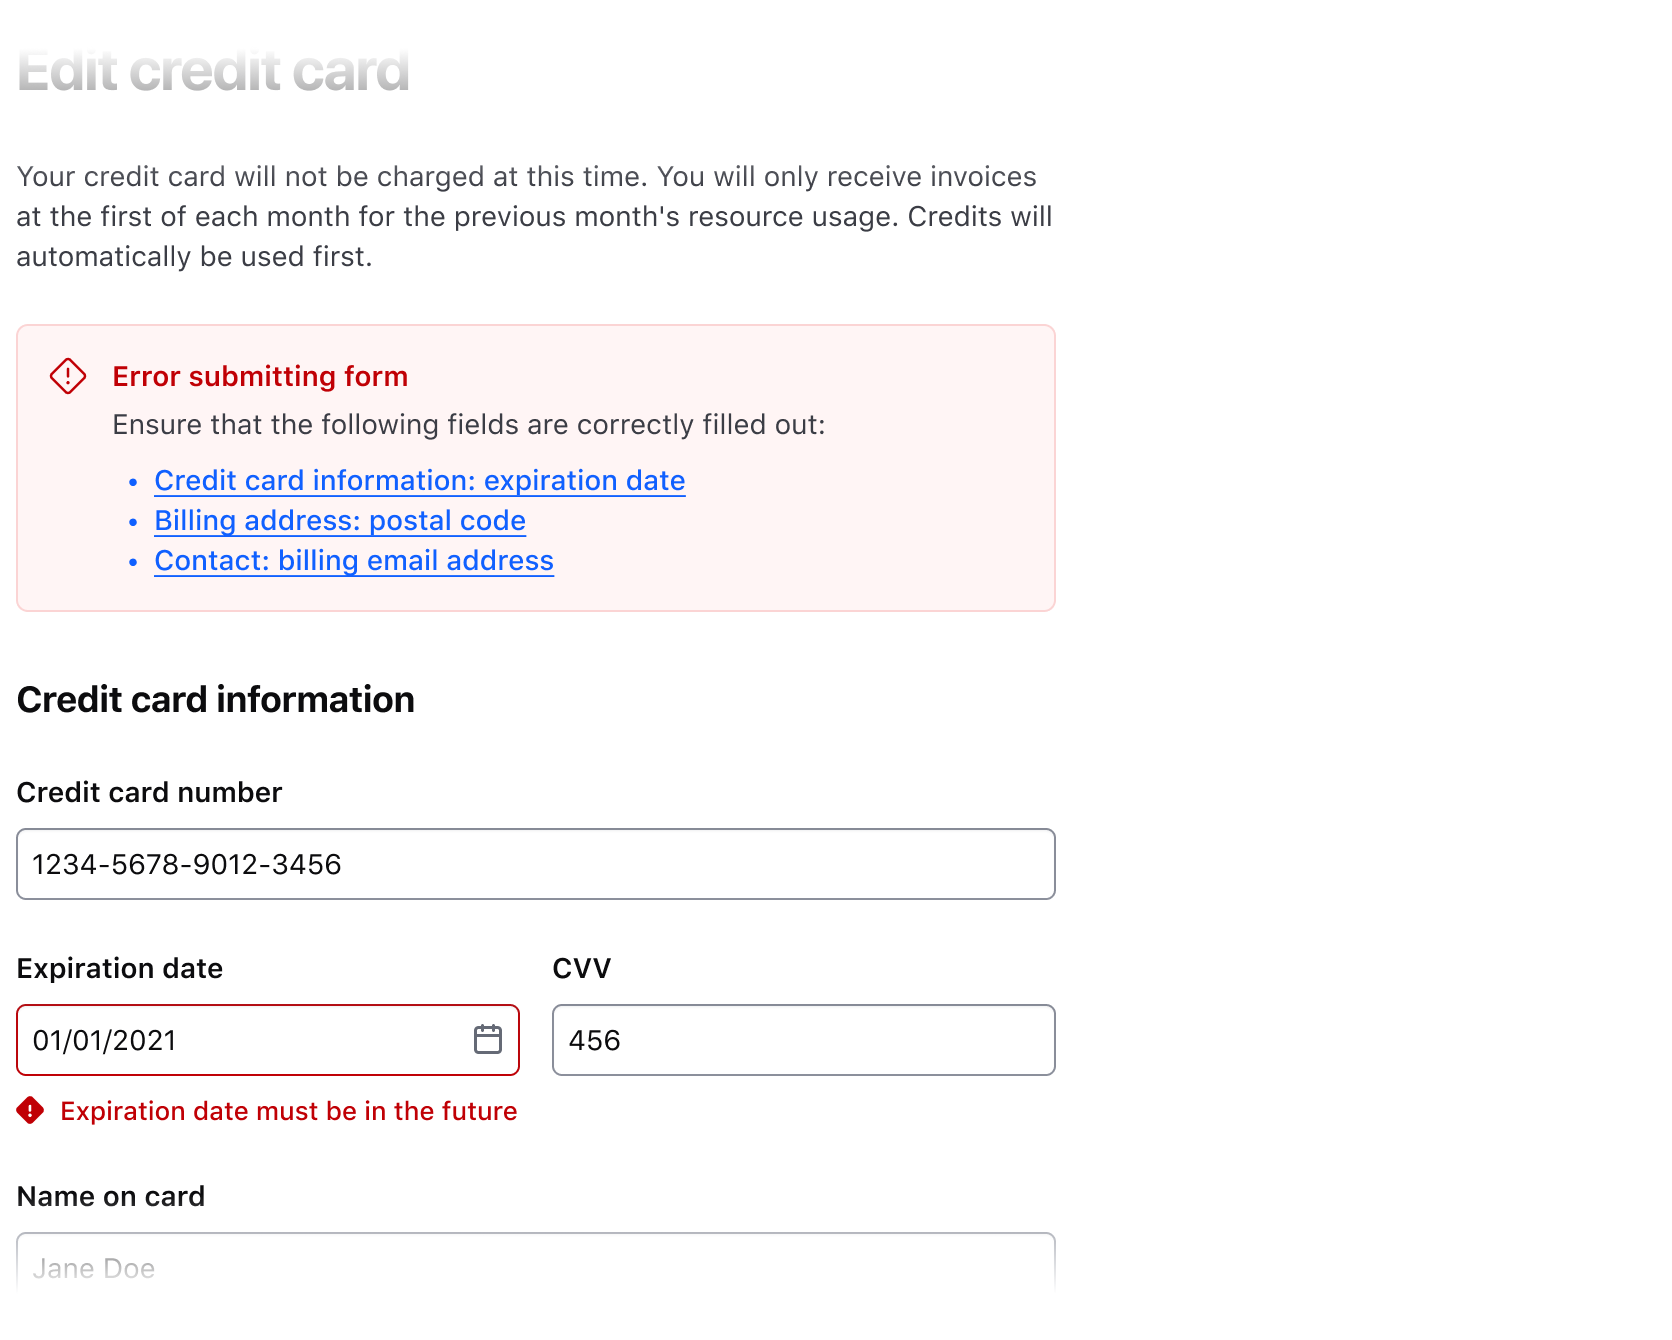 Edit credit card
Your credit card will not be charged at this time. You will only receive invoices
at the first of each month for the previous month's resource usage. Credits will
automatically be used first.
Error submitting form
Ensure that the following fields are correctly filled out:
• Credit card information: expiration date
• Billing address: postal code
• Contact: billing email address
Credit card information
Credit card number
1234-5678-9012-3456
Expiration date
CVV
01/01/2021
456
Expiration date must be in the future
Name on card
Jane Doe